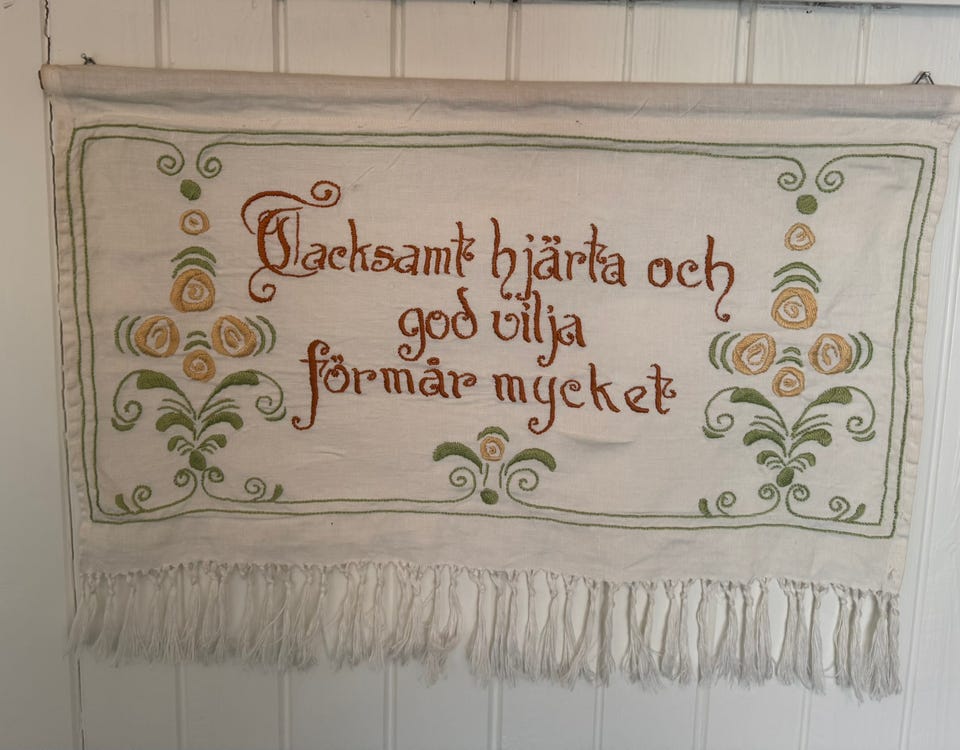 Tacksamt hjärta och
god vilja
förmår mycket